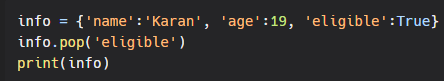 info = {'name':'Karan', 'age':19, 'eligible':True}
info.pop('eligible')
print(info)